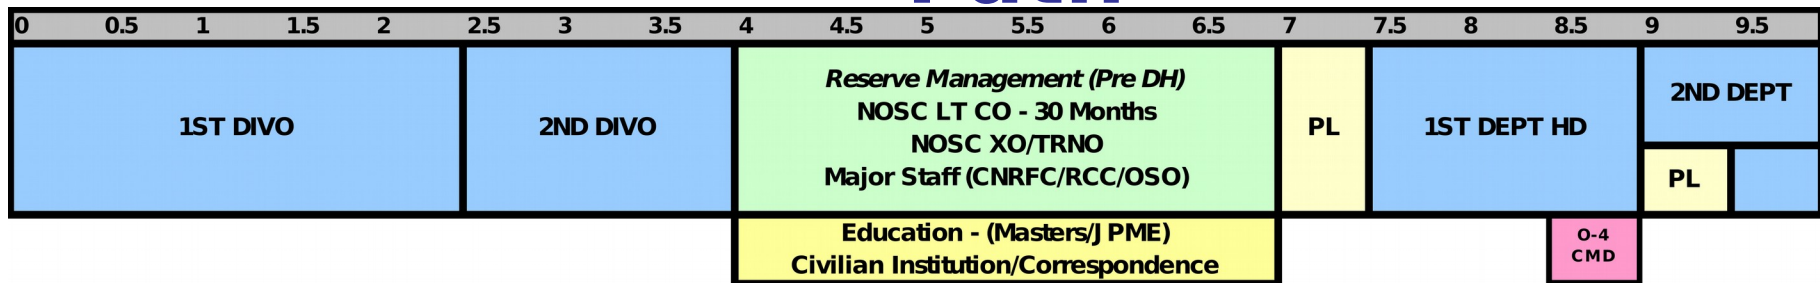 0 0.5 1 1.5 2 2.5 3 3.5 4 4.5 5 5.5 6 6.5 7 7.5 8 8.5 9 9.5
1ST DIVO
2ND DIVO
Reserve Management (Pre DH)
NOSC LT CO - 30 Months
NOSC XO/TRNO
Major Staff (CNRFC/RCC/OSO)
PL
1ST DEPT HD
2ND DEPT
PL
Education - (Masters/JPME)
Civilian Institution/Correspondence
O-4
CMD